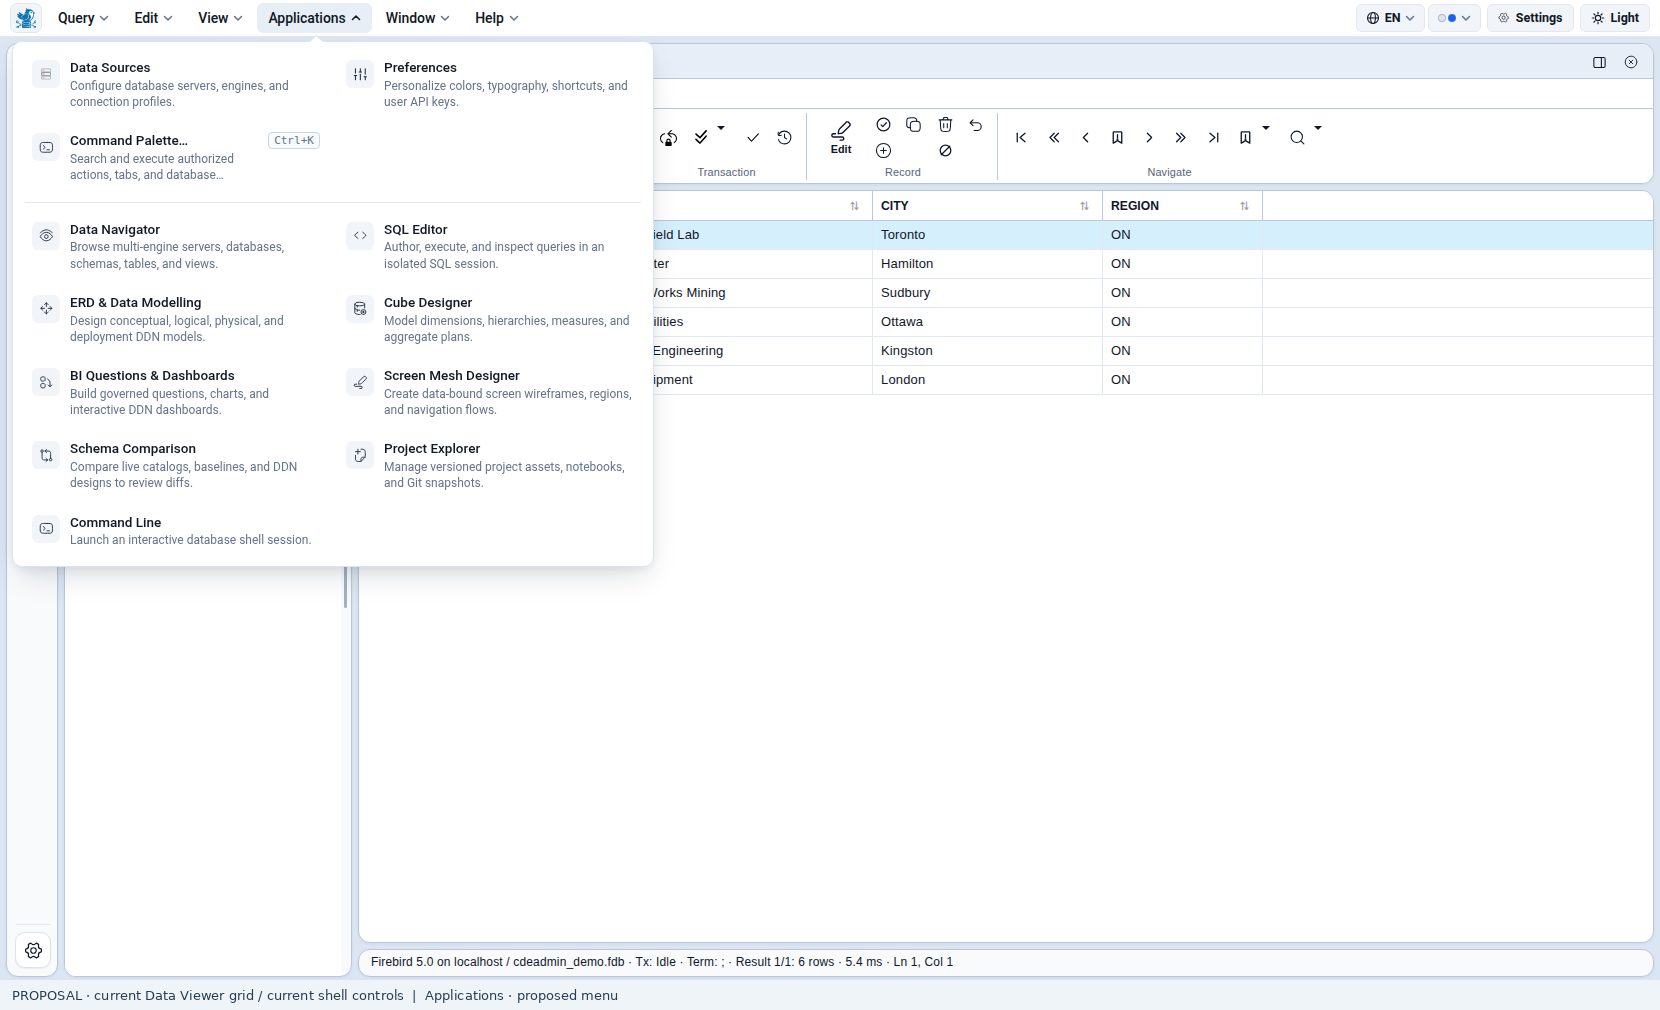 Query Edit View Applications Window Help EN Settings Light
Data Sources
Configure database servers, engines, and
connection profiles.
Preferences
Personalize colors, typography, shortcuts, and
user API keys.
Command Palette... Ctrl+K
Search and execute authorized
actions, tabs, and database...
Data Navigator
Browse multi-engine servers, databases,
schemas, tables, and views.
SQL Editor
Author, execute, and inspect queries in an
isolated SQL session.
ERD & Data Modelling
Design conceptual, logical, physical, and
deployment DDN models.
Cube Designer
Model dimensions, hierarchies, measures, and
aggregate plans.
BI Questions & Dashboards
Build governed questions, charts, and
interactive DDN dashboards.
Screen Mesh Designer
Create data-bound screen wireframes, regions,
and navigation flows.
Schema Comparison
Compare live catalogs, baselines, and DDN
designs to review diffs.
Project Explorer
Manage versioned project assets, notebooks,
and Git snapshots.
Command Line
Launch an interactive database shell session.
Edit
Transaction Record Navigate
CITY REGION
Lab Toronto ON
Hamilton ON
Works Mining Sudbury ON
Ottawa ON
Engineering Kingston ON
London ON
Firebird 5.0 on localhost / cdeadmin_demo.fdb · Tx: Idle · Term: ; · Result 1/1: 6 rows · 5.4 ms · Ln 1, Col 1
PROPOSAL · current Data Viewer grid / current shell controls | Applications · proposed menu